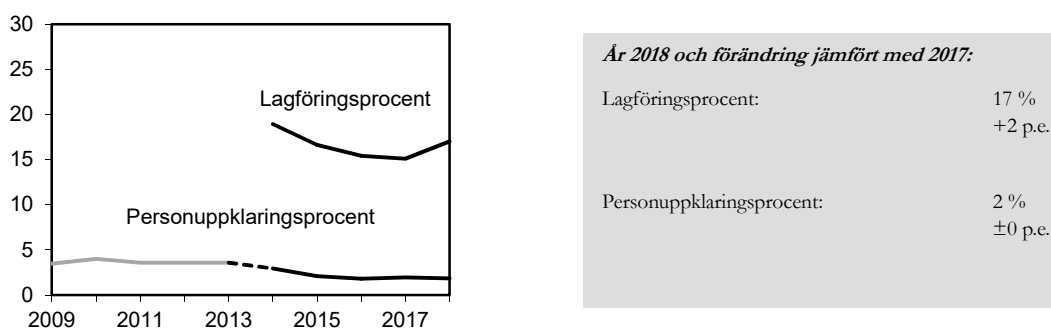 30
25
20
15
10
5
0
Lagföringsprocent
Personuppklaringsprocent
2009 2011 2013 2015 2017
År 2018 och förändring jämfört med 2017:
Lagföringsprocent: 17 %
+2 p.e.
Personuppklaringsprocent: 2 %
±0 p.e.